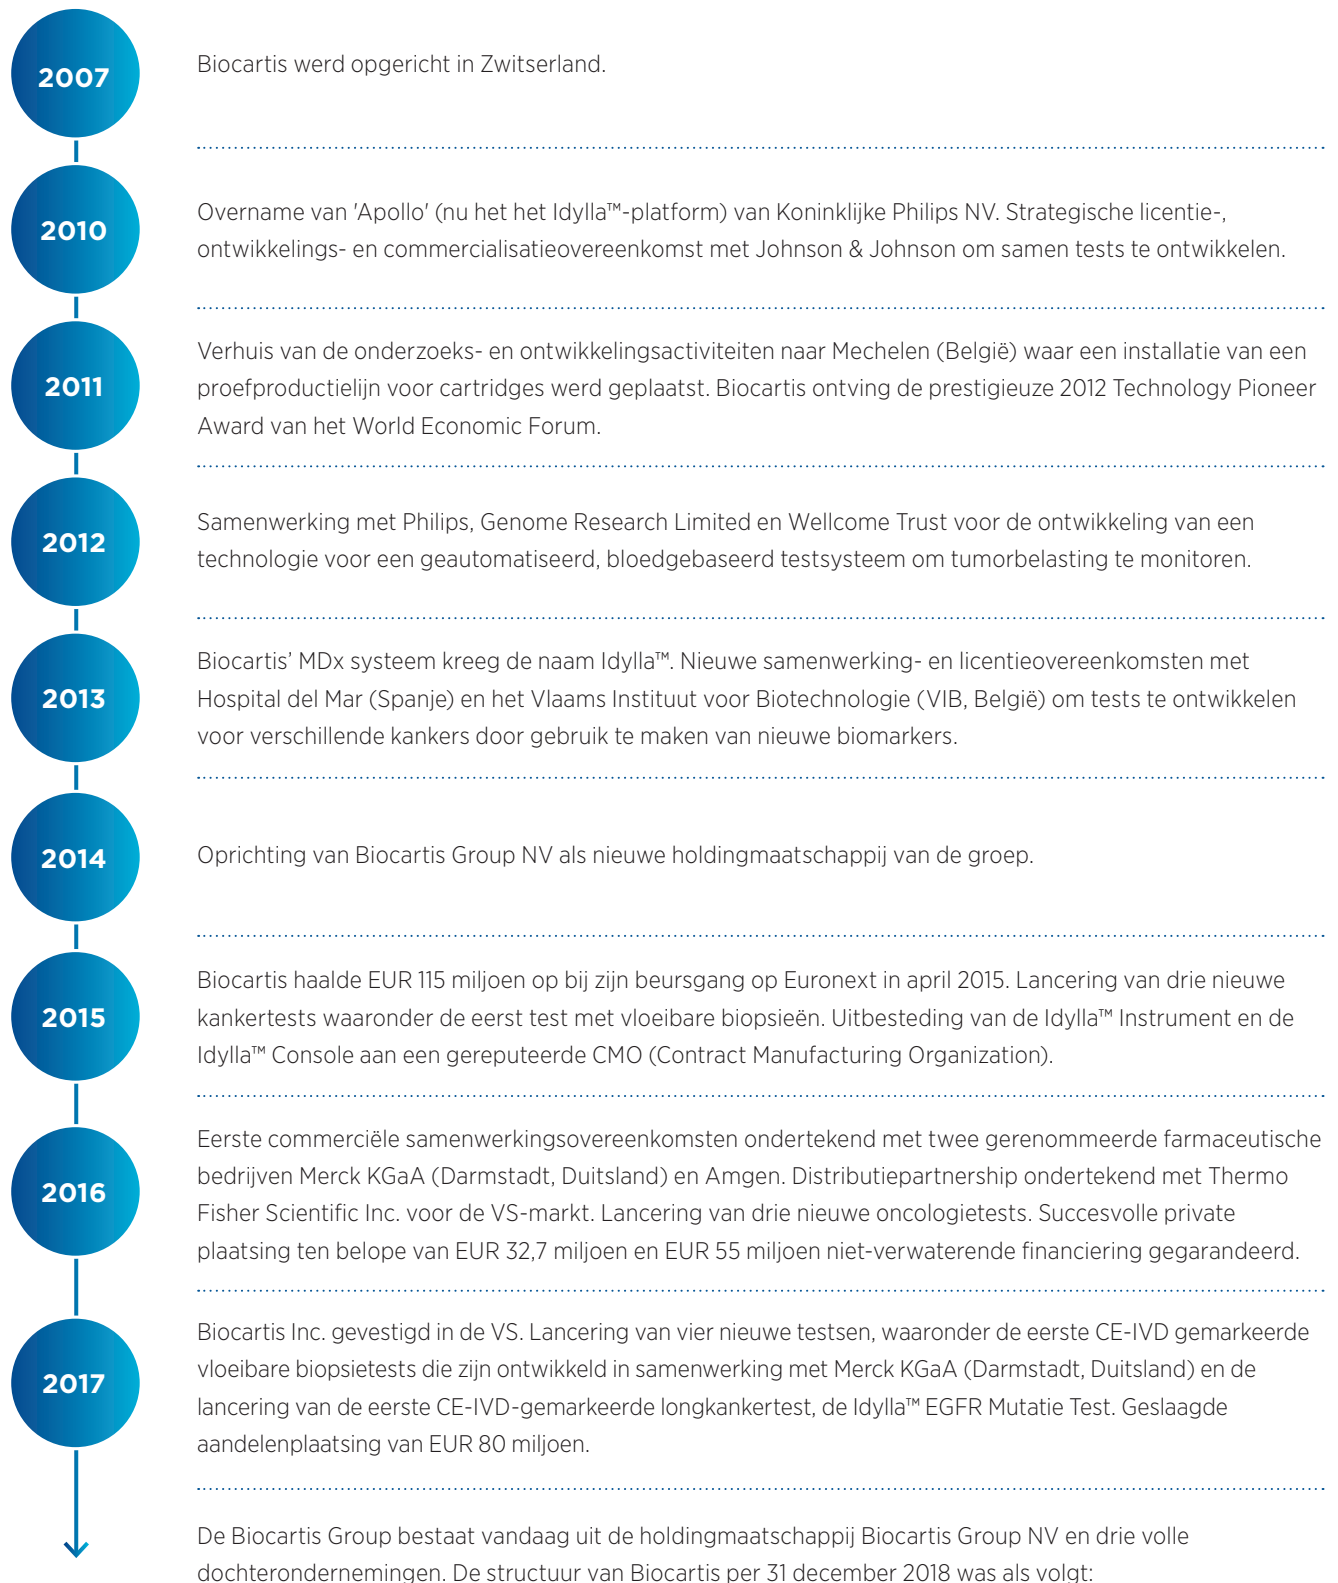 2007
Biocartis werd opgericht in Zwitserland.
2010
Overname van 'Apollo' (nu het het Idylla™-platform) van Koninklijke Philips NV. Strategische licentie-,
ontwikkelings- en commercialisatieovereenkomst met Johnson & Johnson om samen tests te ontwikkelen.
2011
Verhuis van de onderzoeks- en ontwikkelingsactiviteiten naar Mechelen (België) waar een installatie van een
proefproductielijn voor cartridges werd geplaatst. Biocartis ontving de prestigieuze 2012 Technology Pioneer
Award van het World Economic Forum.
2012
Samenwerking met Philips, Genome Research Limited en Wellcome Trust voor de ontwikkeling van een
technologie voor een geautomatiseerd, bloedgebaseerd testsysteem om tumorbelasting te monitoren.
2013
Biocartis’ MDx systeem kreeg de naam Idylla™. Nieuwe samenwerking- en licentieovereenkomsten met
Hospital del Mar (Spanje) en het Vlaams Instituut voor Biotechnologie (VIB, België) om tests te ontwikkelen
voor verschillende kankers door gebruik te maken van nieuwe biomarkers.
2014
Oprichting van Biocartis Group NV als nieuwe holdingmaatschappij van de groep.
2015
Biocartis haalde EUR 115 miljoen op bij zijn beursgang op Euronext in april 2015. Lancering van drie nieuwe
kankertests waaronder de eerst test met vloeibare biopsieën. Uitbesteding van de Idylla™ Instrument en de
Idylla™ Console aan een gereputeerde CMO (Contract Manufacturing Organization).
2016
Eerste commerciële samenwerkingsovereenkomsten ondertekend met twee gerenommeerde farmaceutische
bedrijven Merck KGaA (Darmstadt, Duitsland) en Amgen. Distributiepartnership ondertekend met Thermo
Fisher Scientific Inc. voor de VS-markt. Lancering van drie nieuwe oncologietests. Succesvolle private
plaatsing ten belope van EUR 32,7 miljoen en EUR 55 miljoen niet-verwaterende financiering gegarandeerd.
2017
Biocartis Inc. gevestigd in de VS. Lancering van vier nieuwe testsen, waaronder de eerste CE-IVD gemarkeerde
vloeibare biopsietests die zijn ontwikkeld in samenwerking met Merck KGaA (Darmstadt, Duitsland) en de
lancering van de eerste CE-IVD-gemarkeerde longkankertest, de Idylla™ EGFR Mutatie Test. Geslaagde
aandelenplaatsing van EUR 80 miljoen.
De Biocartis Group bestaat vandaag uit de holdingmaatschappij Biocartis Group NV en drie volle
dochterondernemingen. De structuur van Biocartis per 31 december 2018 was als volgt: